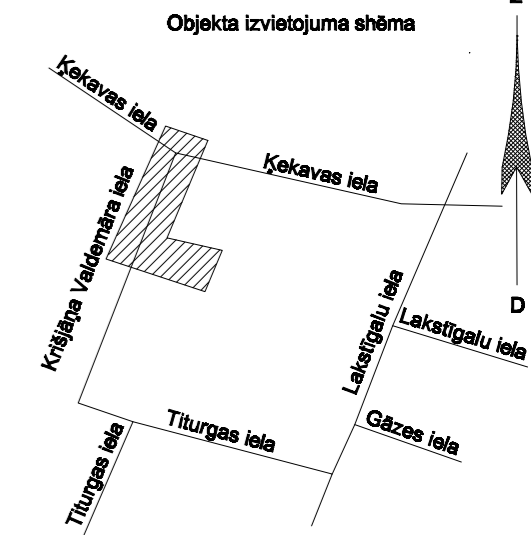 Objekta izvietojuma shēma
Ķekavas iela
Ķekavas iela
Krišjāņa Valdemāra iela
Lakstīgalu iela
D
Lakstīgalu iela
Titurgas iela
Gāzes iela
Titurgas iela